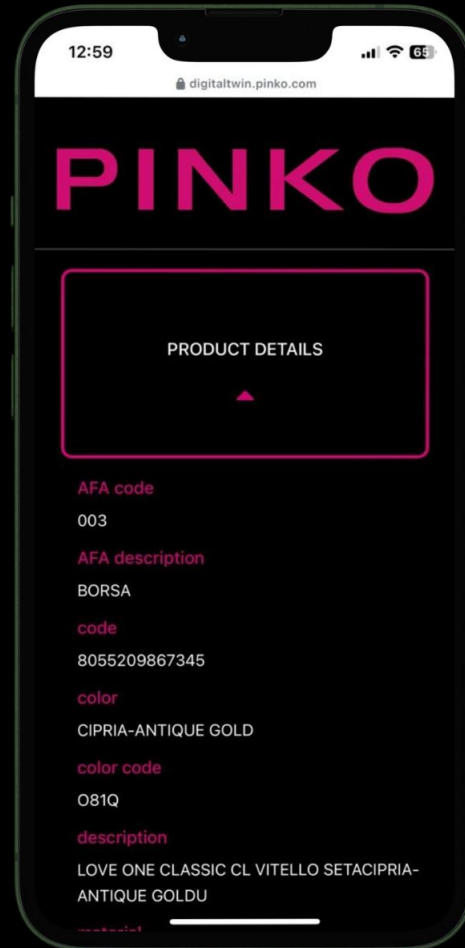 12:59
65
digitaltwin.pinko.com
PINKO
PRODUCT DETAILS
AFA code
003
AFA description
BORSA
code
8055209867345
color
CIPRIA-ANTIQUE GOLD
color code
O81Q
description
LOVE ONE CLASSIC CL VITELLO SETACIPRIA-
ANTIQUE GOLDU
material